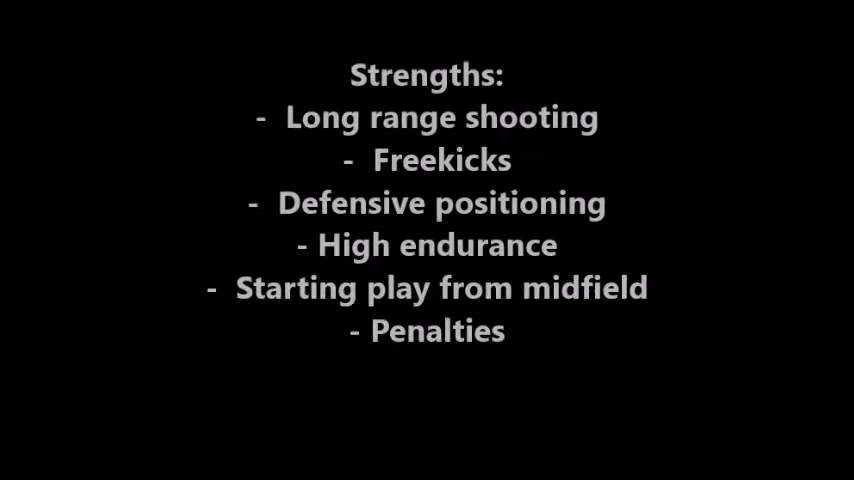 Strengths:
- Long range shooting
- Freekicks
- Defensive positioning
- High endurance
- Starting play from midfield
- Penalties